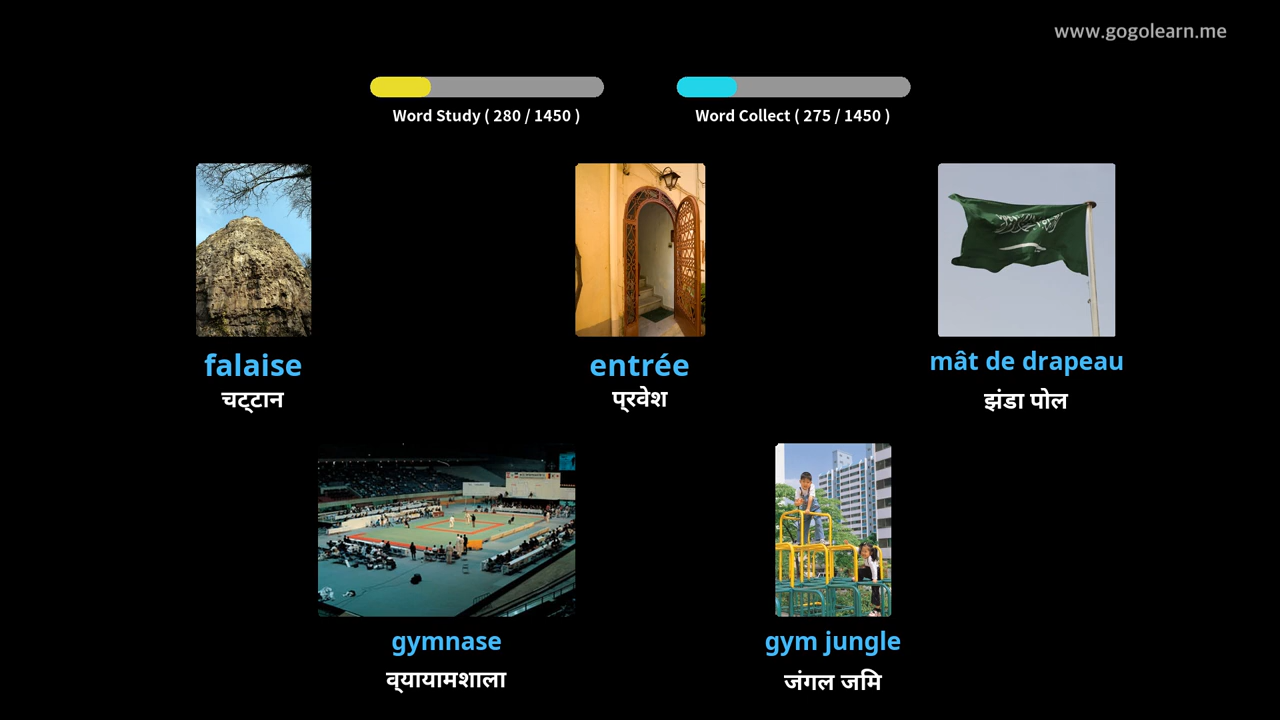 www.gogolearn.me
Word Study ( 280 / 1450 )
Word Collect ( 275 / 1450 )
falaise
चट्टान
entrée
प्रवेश
mât de drapeau
झंडा पोल
gymnase
व्यायामशाला
gym jungle
जंगल जमि